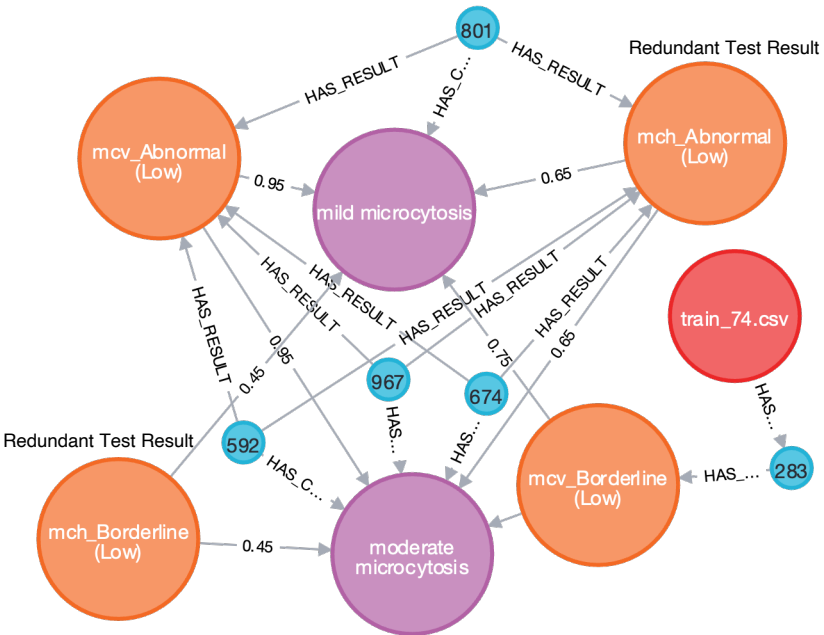 801
HAS_RESULT
HAS_C...
HAS_RESULT
Redundant Test Result
mcv_Abnormal
(Low)
mch_Abnormal
(Low)
0.95
0.65
mild microcytosis
HAS_RESULT
HAS_RESULT
HAS_RESULT
HAS_RESULT
HAS_RESULT
HAS_RESULT
train_74.csv
0.95
0.45
0.75
0.65
967
674
592
Redundant Test Result
HAS_C...
HAS...
HAS...
HAS...
283
HAS_...
mcv_Borderline
(Low)
mch_Borderline
(Low)
0.45
moderate
microcytosis